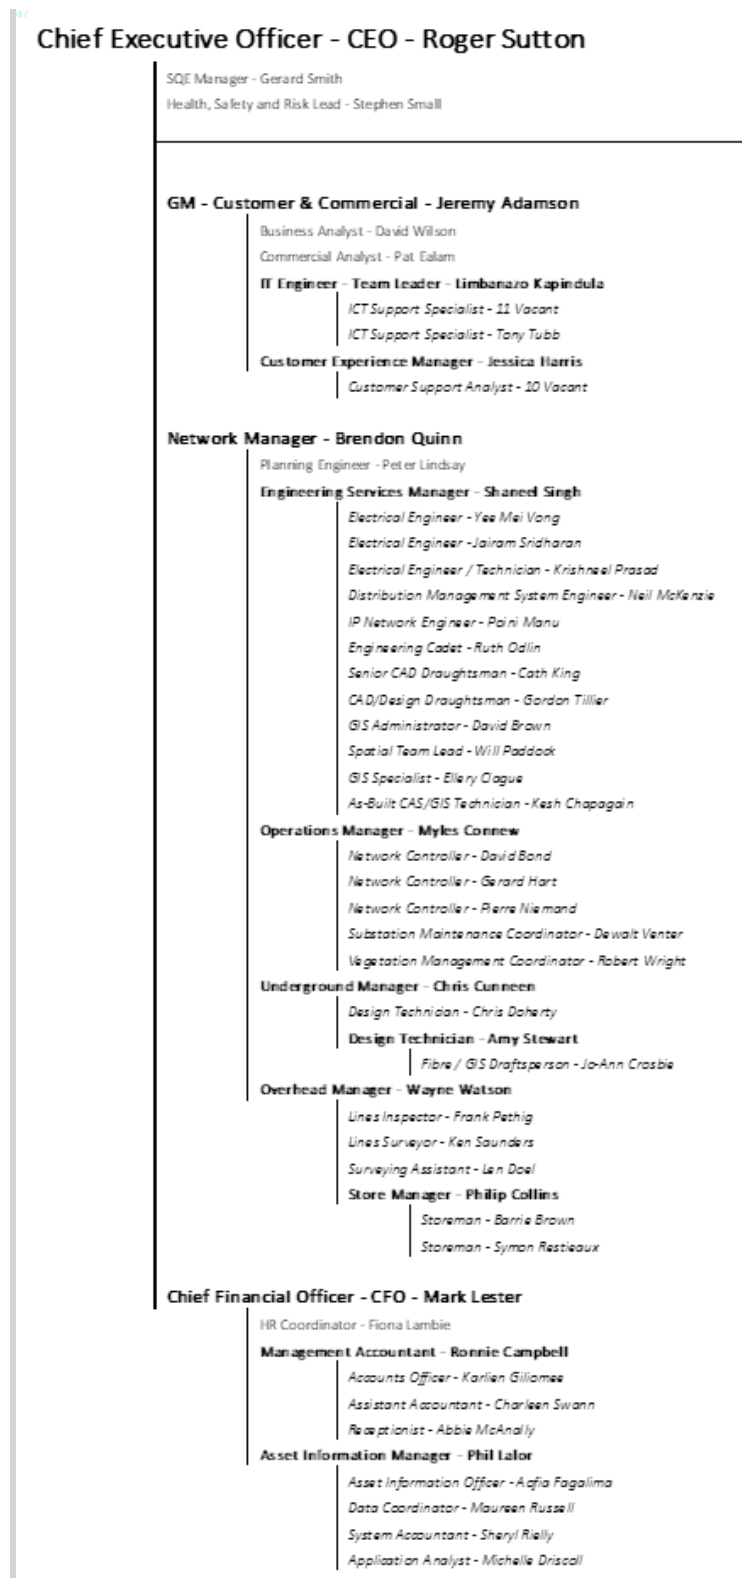 Chief Executive Officer - CEO - Roger Sutton
SQE Manager - Gerard Smith
Health, Safety and Risk Lead - Stephen Small
GM - Customer & Commercial - Jeremy Adamson
Business Analyst - David Wilson
Commercial Analyst - Pat Ealam
IT Engineer - Team Leader - Limbanazo Kapindula
ICT Support Specialist - 11 Vacant
ICT Support Specialist - Tony Tubb
Customer Experience Manager - Jessica Harris
Customer Support Analyst - 10 Vacant
Network Manager - Brendon Quinn
Planning Engineer - Peter Lindsay
Engineering Services Manager - Shaneel Singh
Electrical Engineer - Yee Mei Vong
Electrical Engineer - Jairam Sridharan
Electrical Engineer / Technician - Krishneel Prasad
Distribution Management System Engineer - Neil McKenzie
IP Network Engineer - Paini Manu
Engineering Cadet - Ruth Odlin
Senior CAD Draughtsman - Cath King
CAD/Design Draughtsman - Gordon Tillier
GIS Administrator - David Brown
Spatial Team Lead - Will Paddock
GIS Specialist - Ellery Clague
As-Built CAS/GIS Technician - Kesh Chapagain
Operations Manager - Myles Connew
Network Controller - David Bond
Network Controller - Gerard Hart
Network Controller - Pierre Niemand
Substation Maintenance Coordinator - Dewalt Venter
Vegetation Management Coordinator - Robert Wright
Underground Manager - Chris Cunneen
Design Technician - Chris Doherty
Design Technician - Amy Stewart
Fibre / GIS Draftsperson - Jo-Ann Crosbie
Overhead Manager - Wayne Watson
Lines Inspector - Frank Pethig
Lines Surveyor - Ken Saunders
Surveying Assistant - Len Doel
Store Manager - Philip Collins
Storeman - Barrie Brown
Storeman - Symon Restieaux
Chief Financial Officer - CFO - Mark Lester
HR Coordinator - Fiona Lambie
Management Accountant - Ronnie Campbell
Accounts Officer - Karlien Giliomee
Assistant Accountant - Charleen Swann
Receptionist - Abbie McAnally
Asset Information Manager - Phil Lalor
Asset Information Officer - Aafia Fagalima
Data Coordinator - Maureen Russell
System Accountant - Sheryl Rielly
Application Analyst - Michelle Driscoll